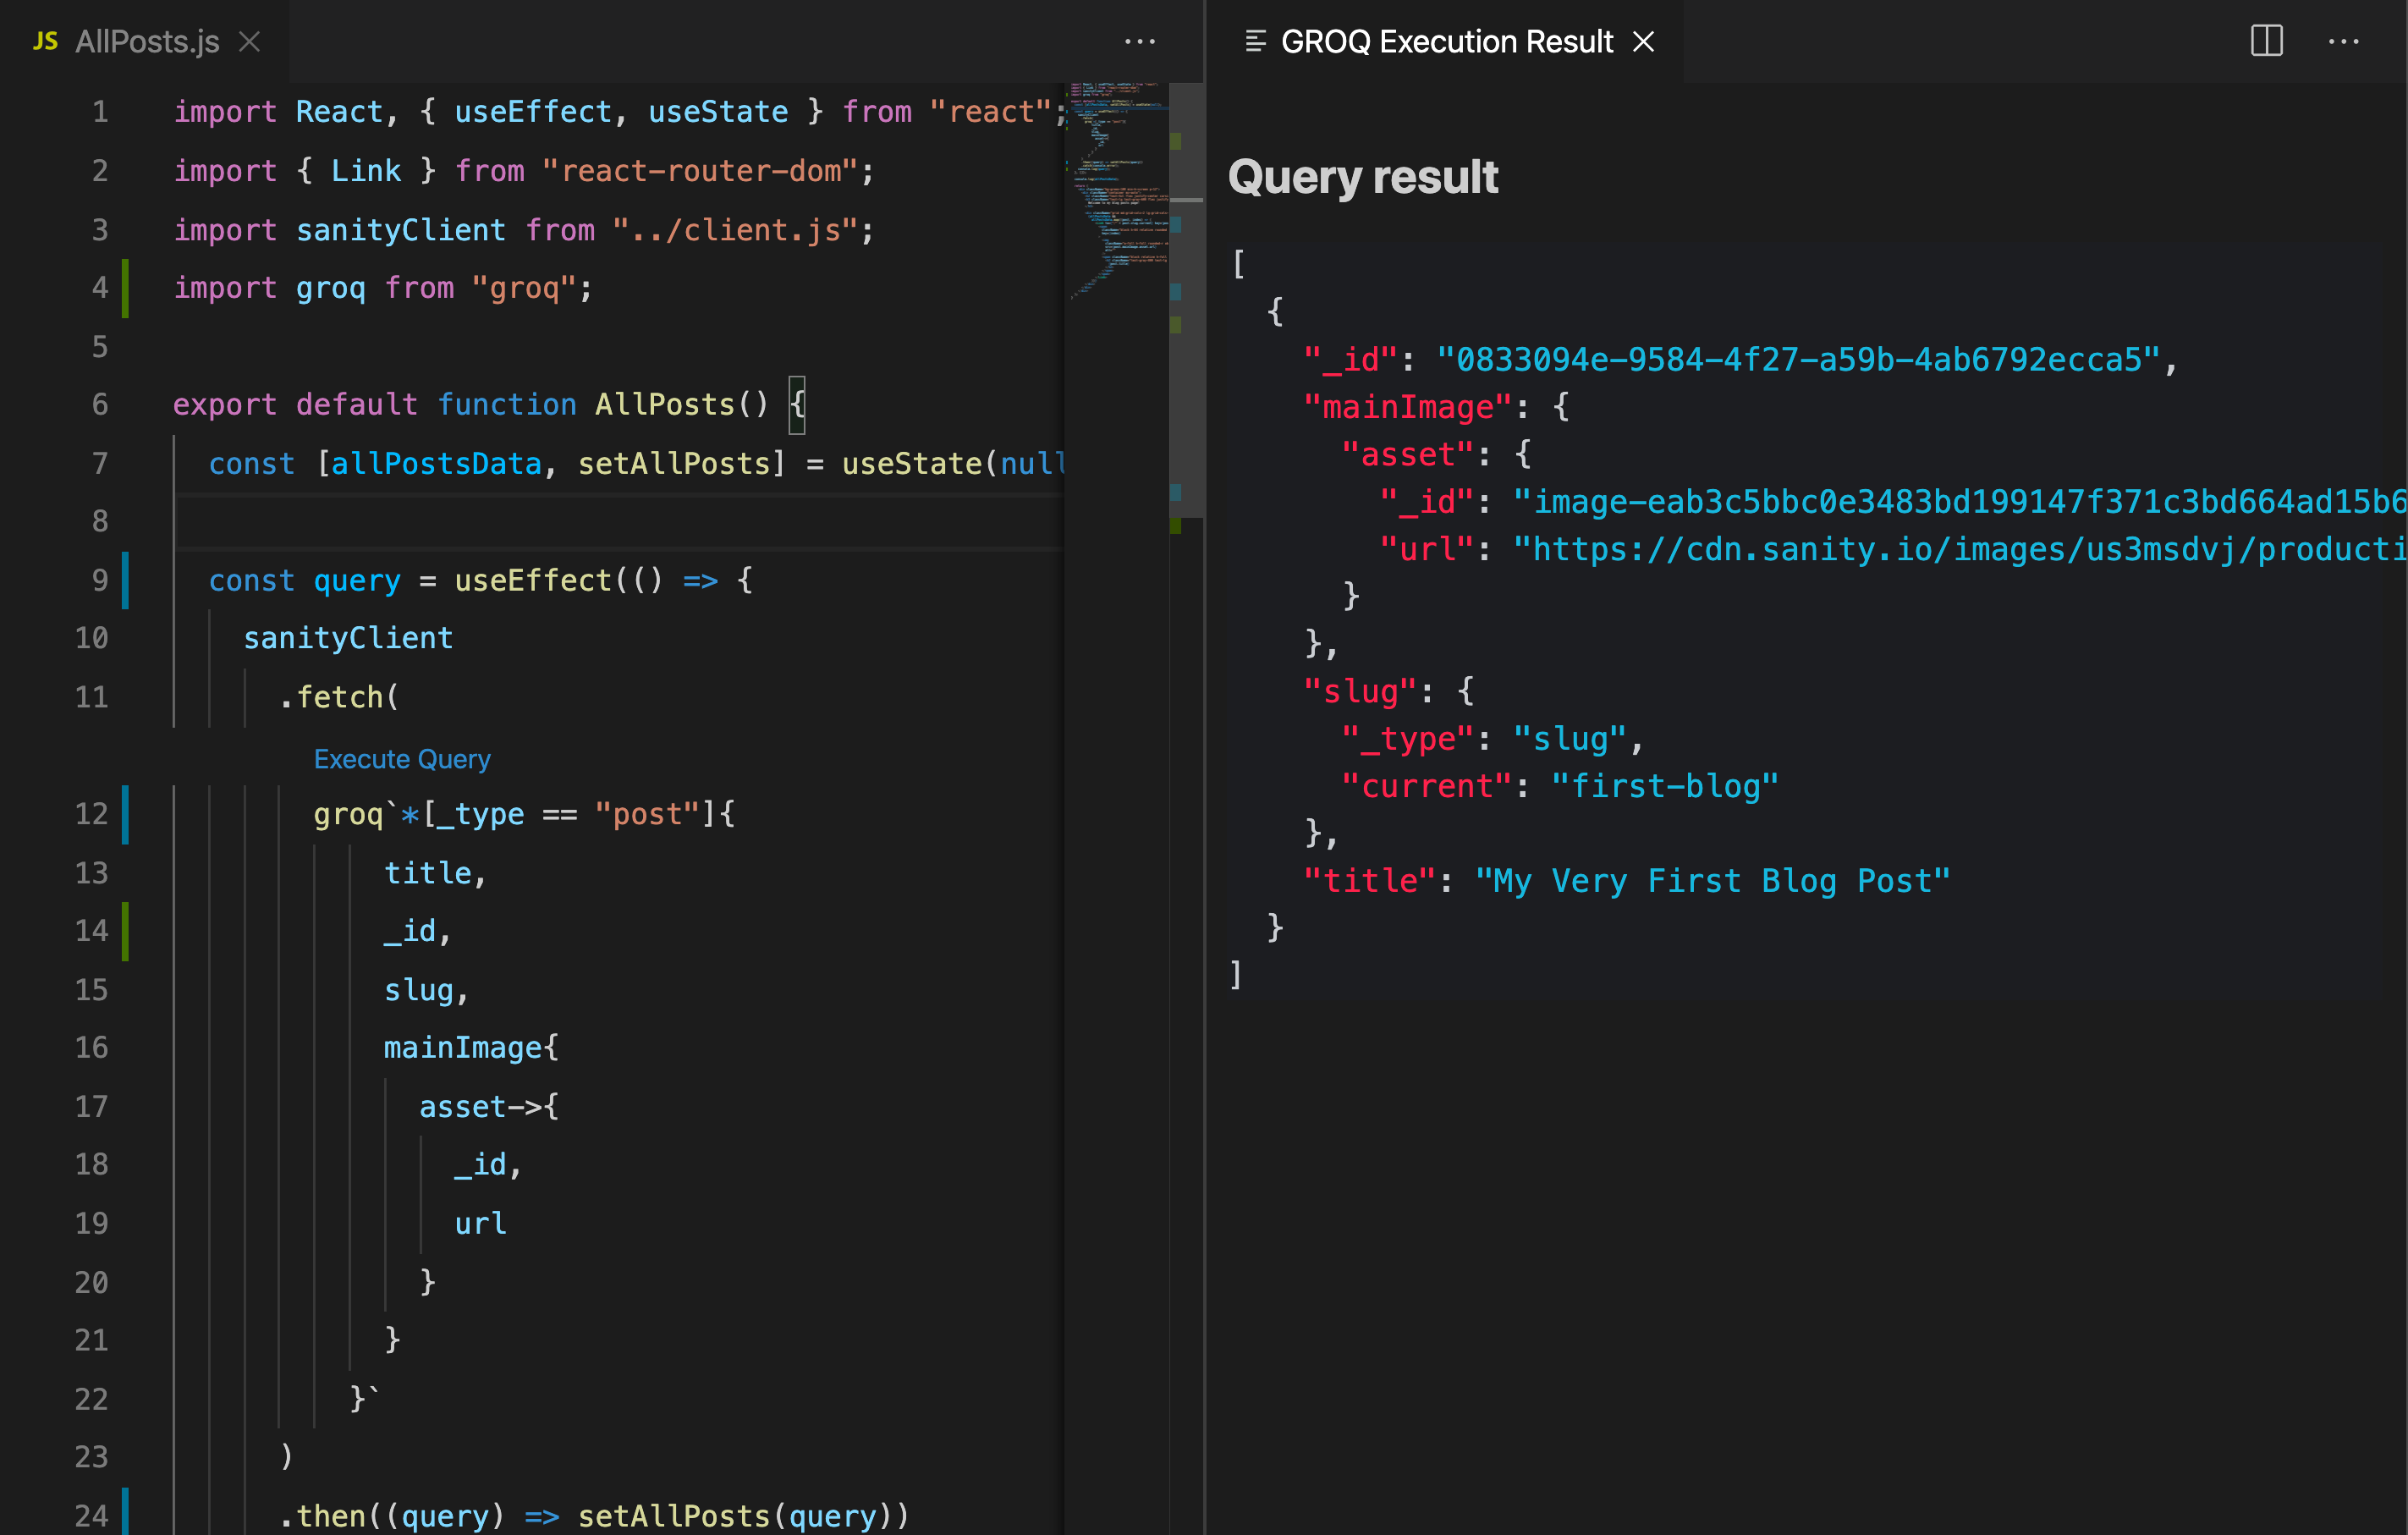 JS AllPosts.js
1 import React, { useEffect, useState } from "react";
2 import { Link } from "react-router-dom";
3 import sanityClient from "../client.js";
4 import groq from "groq";
5
6 export default function AllPosts() {
7 const [allPostsData, setAllPosts] = useState(null
8
9 const query = useEffect(() => {
10 sanityClient
11 .fetch(
Execute Query
12 groq`*[_type == "post"]{
13 title,
14 _id,
15 slug,
16 mainImage{
17 asset->{
18 _id,
19 url
20 }
21 }
22 }`
23 )
24 .then((query) => setAllPosts(query))
GROQ Execution Result
Query result
[
{
"_id": "0833094e-9584-4f27-a59b-4ab6792ecca5",
"mainImage": {
"asset": {
"_id": "image-eab3c5bbc0e3483bd199147f371c3bd664ad15b6
"url": "https://cdn.sanity.io/images/us3msdvj/producti
}
},
"slug": {
"_type": "slug",
"current": "first-blog"
},
"title": "My Very First Blog Post"
}
]